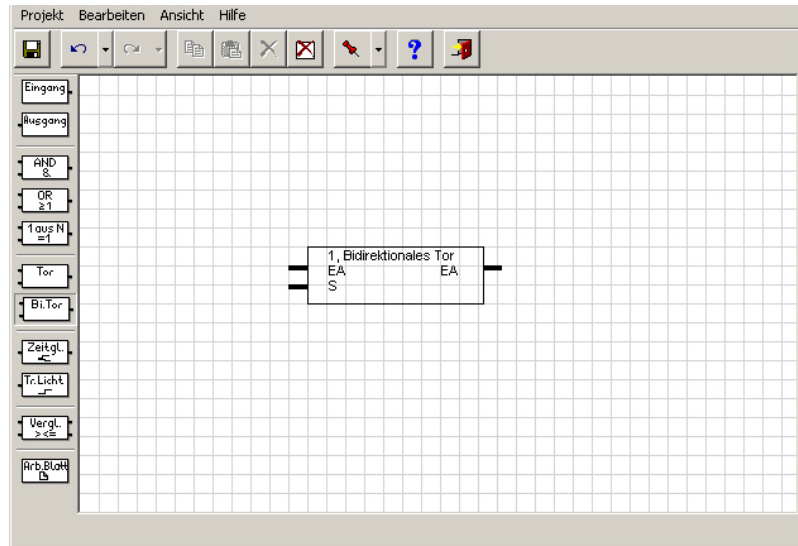 Projekt Bearbeiten Ansicht Hilfe
?
Eingang
Ausgang
AND
&
OR
≥1
1 aus N
=1
Tor
Bi.Tor
Zeitgl.
Tr.Licht
Vergl.
><=
Arb.Blatt
1, Bidirektionales Tor
EA EA
S